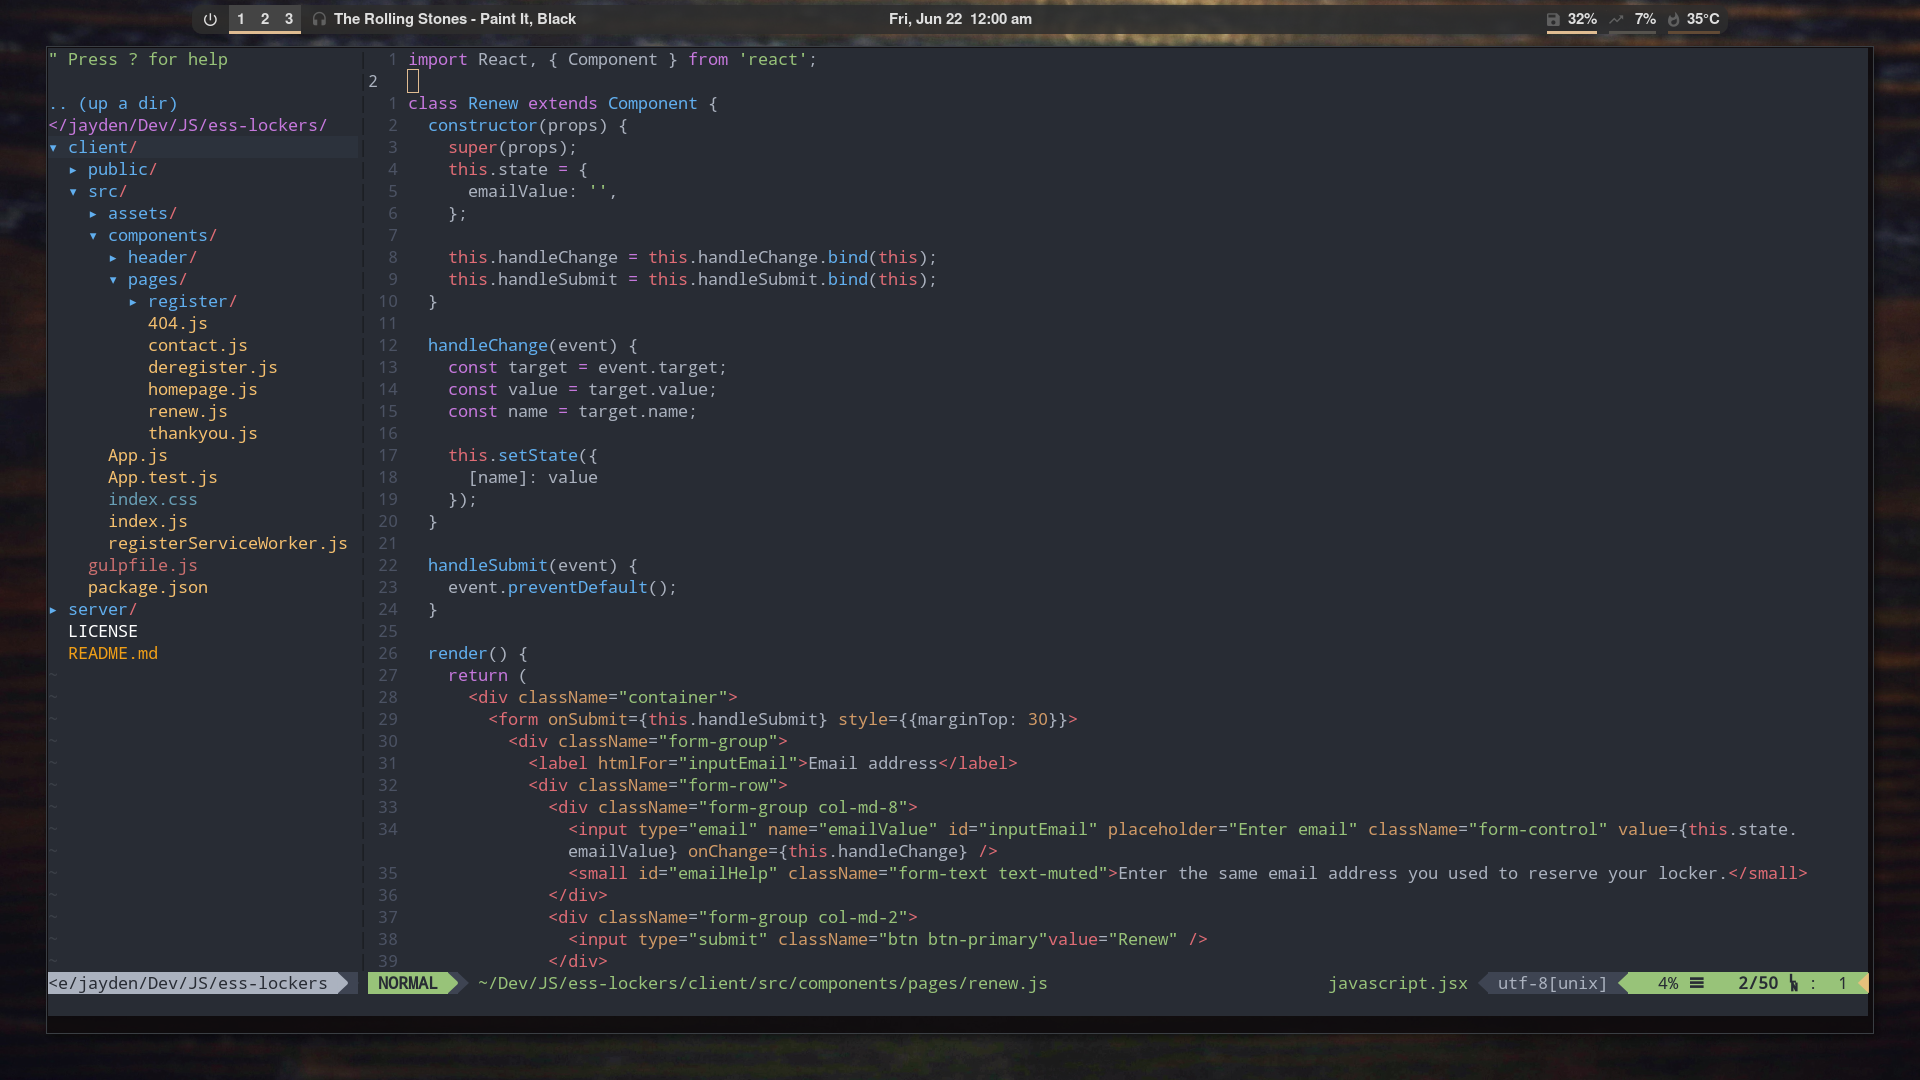 1 2 3 The Rolling Stones - Paint It, Black Fri, Jun 22 12:00 am 32% 7% 35°C
" Press ? for help
.. (up a dir)
</jayden/Dev/JS/ess-lockers/
▾ client/
▸ public/
▾ src/
▸ assets/
▾ components/
▸ header/
▾ pages/
▸ register/
404.js
contact.js
deregister.js
homepage.js
renew.js
thankyou.js
App.js
App.test.js
index.css
index.js
registerServiceWorker.js
gulpfile.js
package.json
▸ server/
LICENSE
README.md
~
~
~
~
~
~
~
~
~
~
~
~
~
~
<e/jayden/Dev/JS/ess-lockers
1 import React, { Component } from 'react';
2
1 class Renew extends Component {
2 constructor(props) {
3 super(props);
4 this.state = {
5 emailValue: '',
6 };
7
8 this.handleChange = this.handleChange.bind(this);
9 this.handleSubmit = this.handleSubmit.bind(this);
10 }
11
12 handleChange(event) {
13 const target = event.target;
14 const value = target.value;
15 const name = target.name;
16
17 this.setState({
18 [name]: value
19 });
20 }
21
22 handleSubmit(event) {
23 event.preventDefault();
24 }
25
26 render() {
27 return (
28 <div className="container">
29 <form onSubmit={this.handleSubmit} style={{marginTop: 30}}>
30 <div className="form-group">
31 <label htmlFor="inputEmail">Email address</label>
32 <div className="form-row">
33 <div className="form-group col-md-8">
34 <input type="email" name="emailValue" id="inputEmail" placeholder="Enter email" className="form-control" value={this.state.
emailValue} onChange={this.handleChange} />
35 <small id="emailHelp" className="form-text text-muted">Enter the same email address you used to reserve your locker.</small>
36 </div>
37 <div className="form-group col-md-2">
38 <input type="submit" className="btn btn-primary"value="Renew" />
39 </div>
NORMAL ~/Dev/JS/ess-lockers/client/src/components/pages/renew.js javascript.jsx utf-8[unix] 4% ☰ 2/50 ㏑ : 1